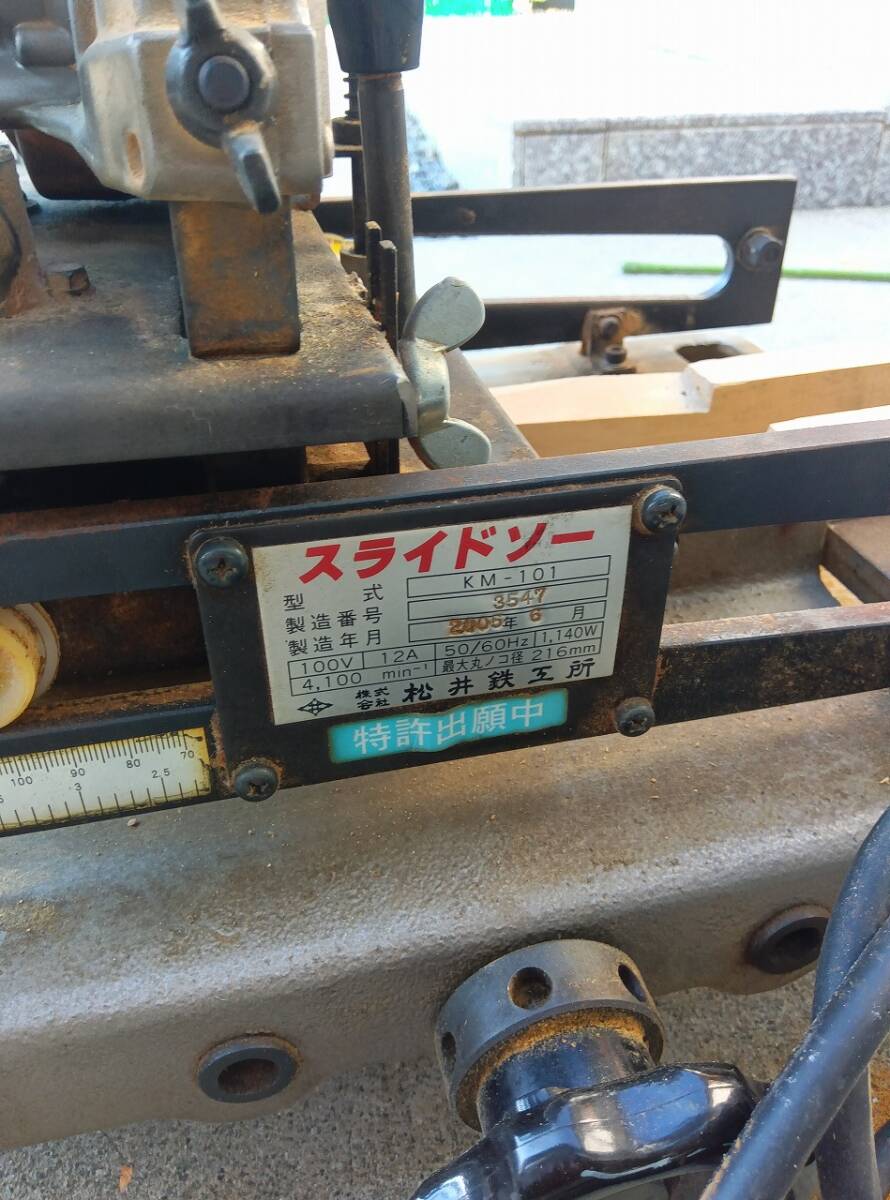 スライドソー
型 式 KM-101
製造番号 3547
製造年月 2005年 6 月
100V 12A 50/60Hz 1,140W
4,100 min⁻¹ 最大丸ノコ径 216mm
株式会社 松井鉄工所
特許出願中
100 90 80 70
3 2.5